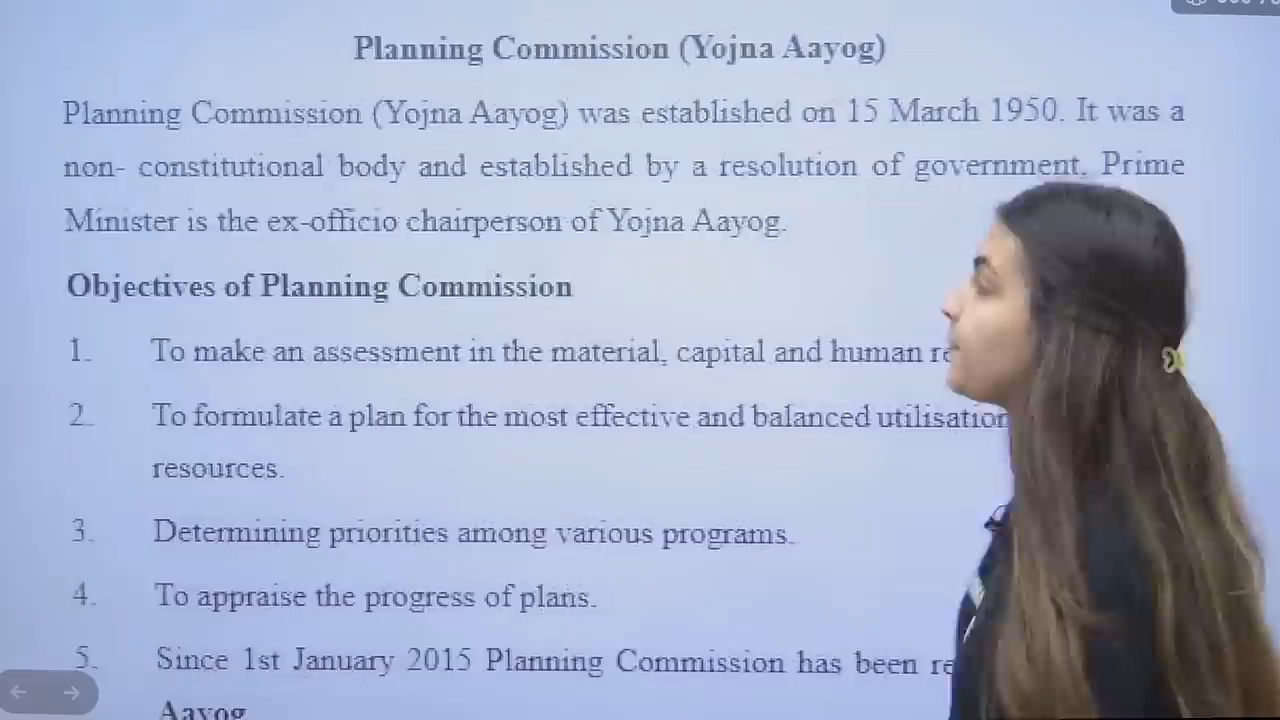 Planning Commission (Yojna Aayog)
Planning Commission (Yojna Aayog) was established on 15 March 1950. It was a
non- constitutional body and established by a resolution of government. Prime
Minister is the ex-officio chairperson of Yojna Aayog.
Objectives of Planning Commission
1. To make an assessment in the material, capital and human
2. To formulate a plan for the most effective and balanced utilisation
resources.
3. Determining priorities among various programs.
4. To appraise the progress of plans.
5. Since 1st January 2015 Planning Commission has been
Aayog